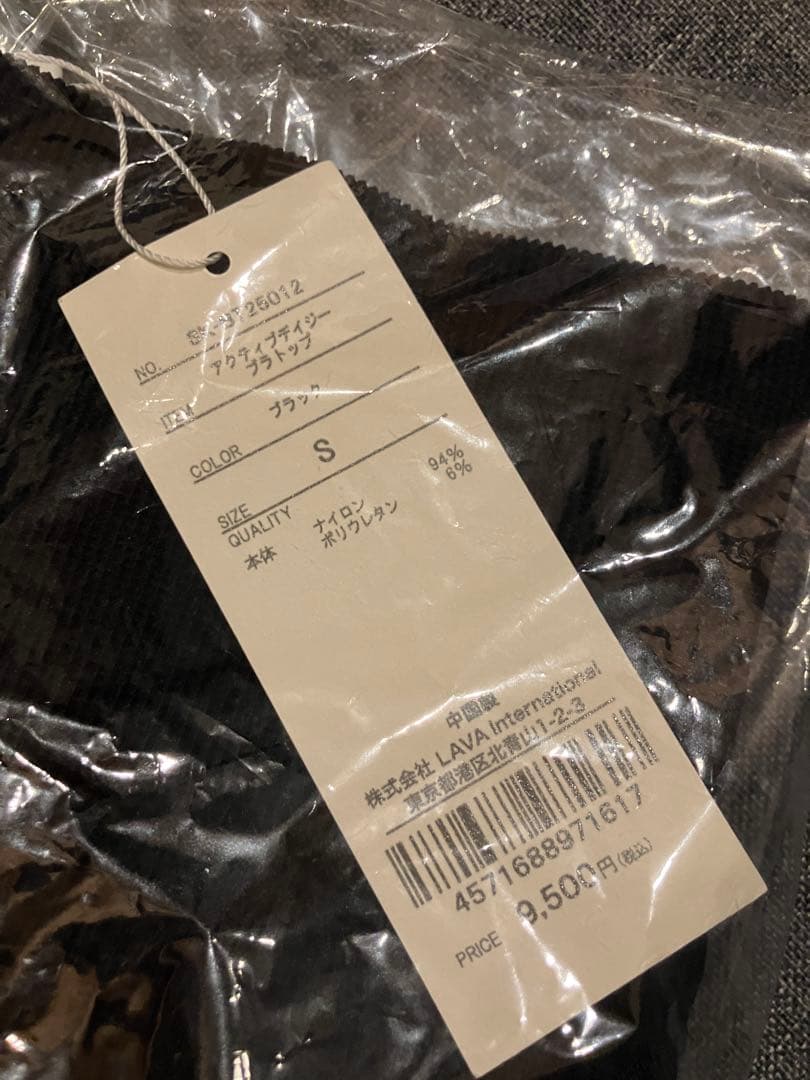 NO.
ITEM アクティブデイジー
ブラトップ
COLOR ブラック
SIZE S
QUALITY
本体 ナイロン 94%
ポリウレタン 6%
中国製
株式会社 LAVA International
東京都港区北青山1-2-3
4571688971617
PRICE 9,500円(税込)